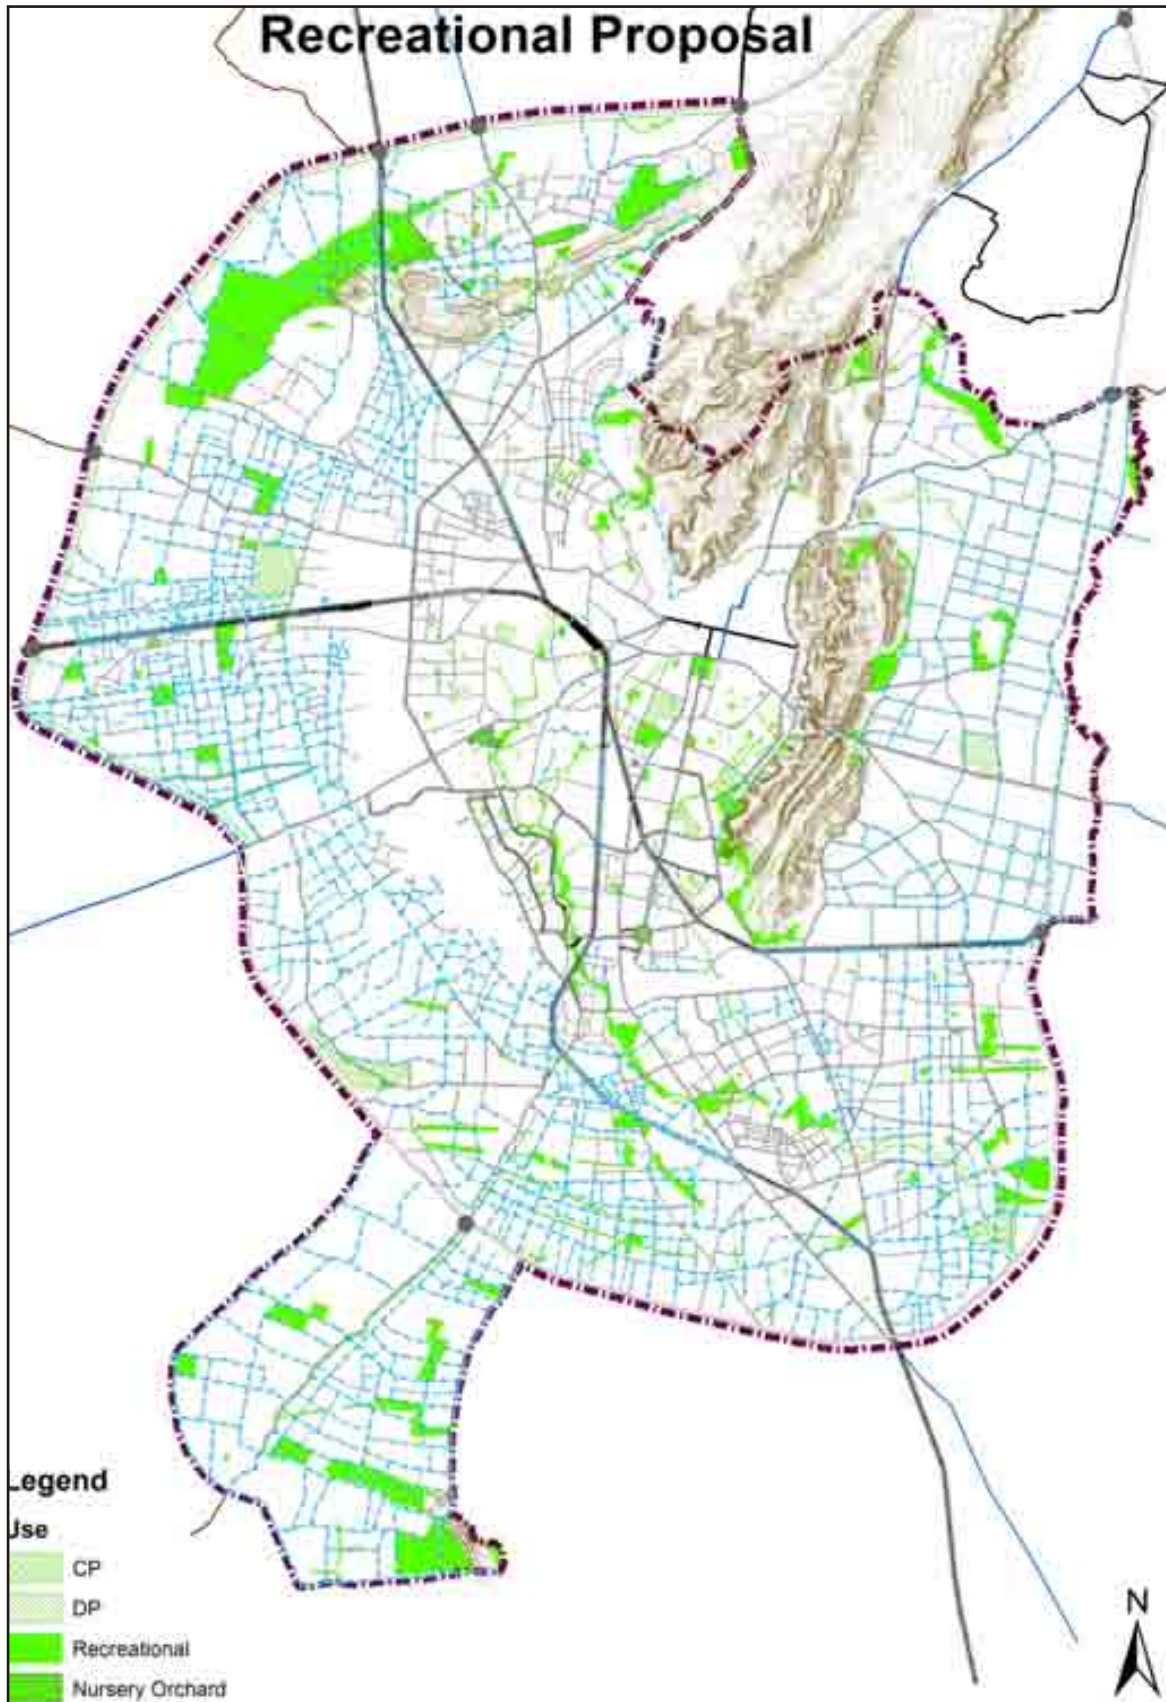 Recreational Proposal
Legend
Use
CP
DP
Recreational
Nursery Orchard
N